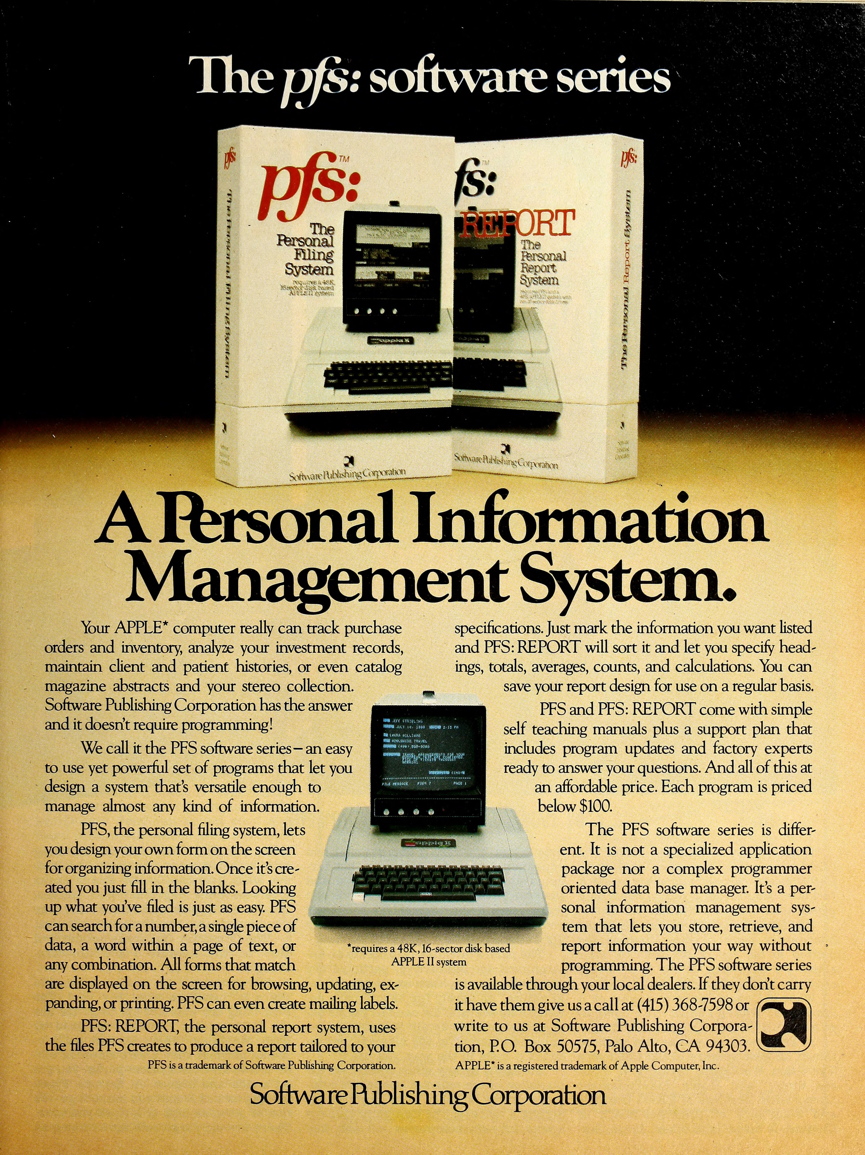 The pfs: software series
pfs:
The Personal Filing System
pfs:™
The
Personal
Filing
System
requires a 48K,
16-sector disk based
APPLE II system
apple II
Software Publishing Corporation
fs:™
REPORT
The
Personal
Report
System
apple II
Software Publishing Corporation
pfs:
The Personal Report System
A Personal Information
Management System.
Your APPLE* computer really can track purchase
orders and inventory, analyze your investment records,
maintain client and patient histories, or even catalog
magazine abstracts and your stereo collection.
Software Publishing Corporation has the answer
and it doesn't require programming!
We call it the PFS software series—an easy
to use yet powerful set of programs that let you
design a system that's versatile enough to
manage almost any kind of information.
PFS, the personal filing system, lets
you design your own form on the screen
for organizing information. Once it's cre-
ated you just fill in the blanks. Looking
up what you've filed is just as easy. PFS
can search for a number, a single piece of
data, a word within a page of text, or
any combination. All forms that match
are displayed on the screen for browsing, updating, ex-
panding, or printing. PFS can even create mailing labels.
PFS: REPORT, the personal report system, uses
the files PFS creates to produce a report tailored to your
PFS is a trademark of Software Publishing Corporation.
apple II
*requires a 48K, 16-sector disk based
APPLE II system
specifications. Just mark the information you want listed
and PFS: REPORT will sort it and let you specify head-
ings, totals, averages, counts, and calculations. You can
save your report design for use on a regular basis.
PFS and PFS: REPORT come with simple
self teaching manuals plus a support plan that
includes program updates and factory experts
ready to answer your questions. And all of this at
an affordable price. Each program is priced
below $100.
The PFS software series is differ-
ent. It is not a specialized application
package nor a complex programmer
oriented data base manager. It's a per-
sonal information management sys-
tem that lets you store, retrieve, and
report information your way without
programming. The PFS software series
is available through your local dealers. If they don't carry
it have them give us a call at (415) 368-7598 or
write to us at Software Publishing Corpora-
tion, P.O. Box 50575, Palo Alto, CA 94303.
APPLE* is a registered trademark of Apple Computer, Inc.
Software Publishing Corporation